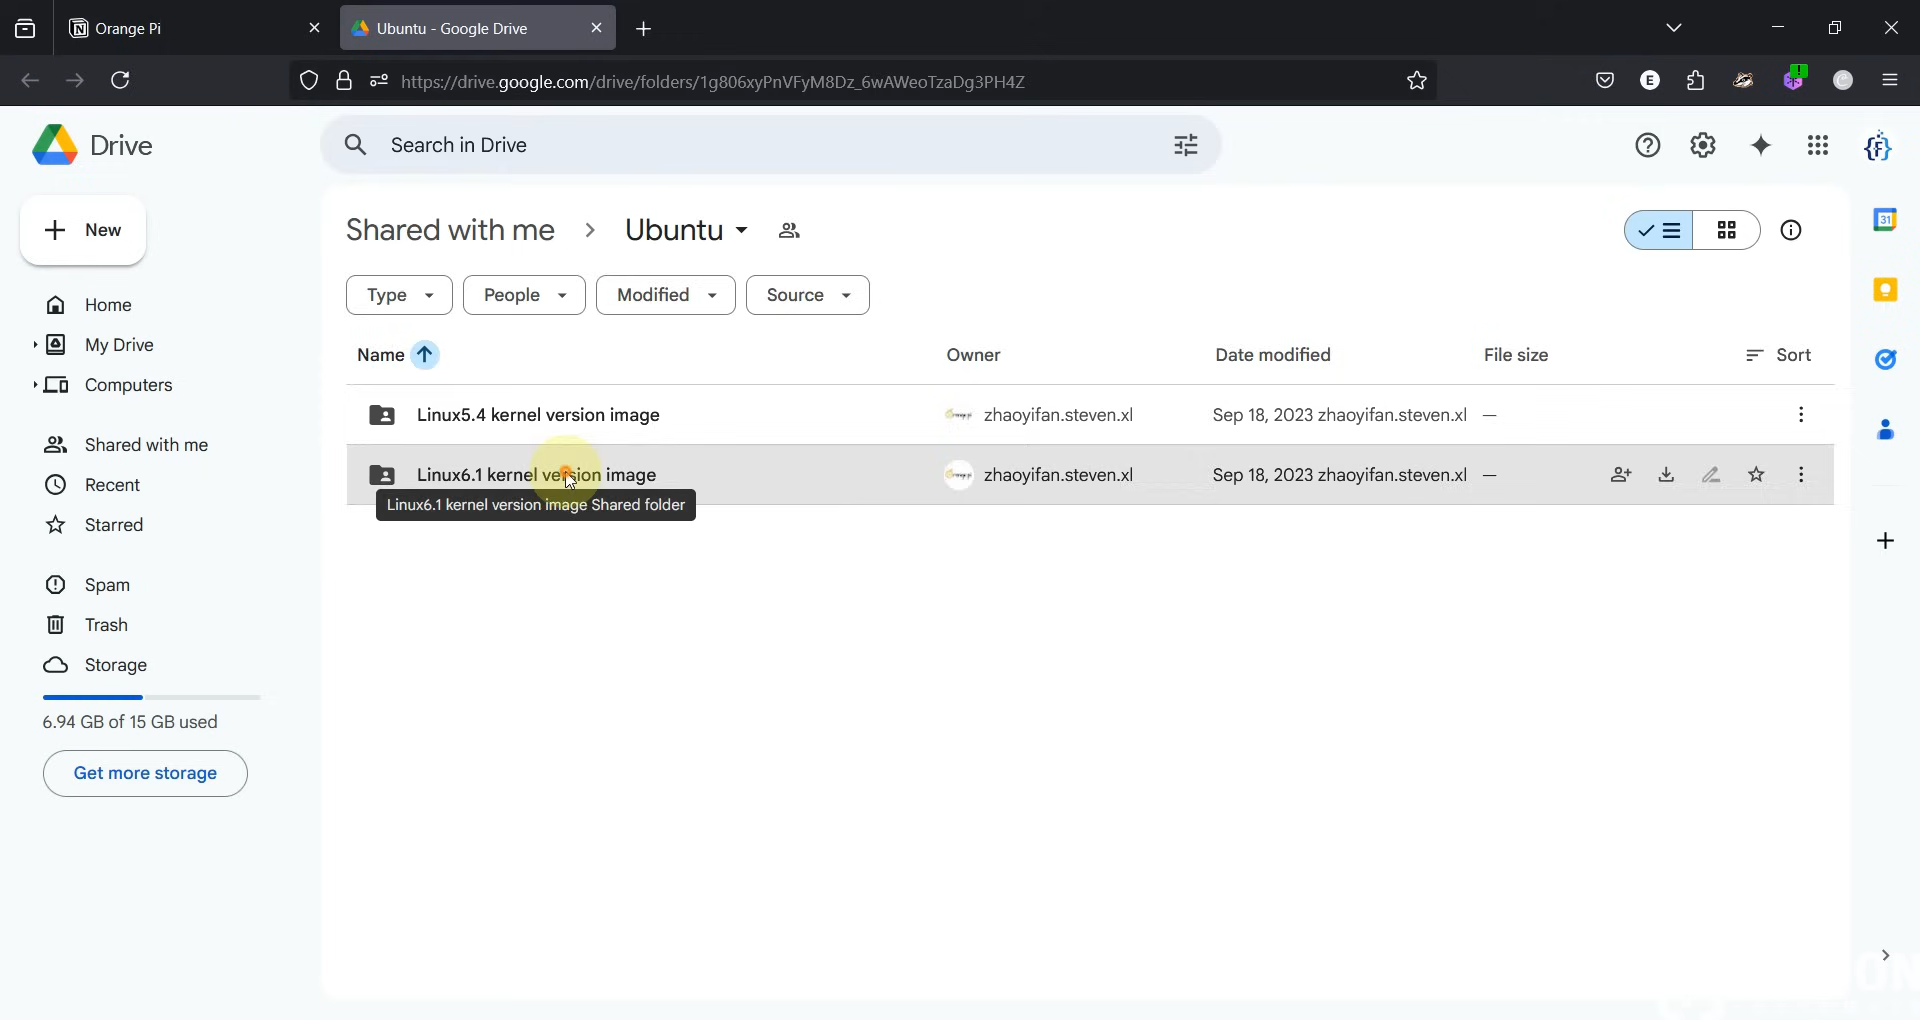 Orange Pi
Ubuntu - Google Drive
https://drive.google.com/drive/folders/1g806xyPnVFyM8Dz_6wAWeoTzaDg3PH4Z
E
Drive
Search in Drive
New
Shared with me > Ubuntu
Type
People
Modified
Source
31
Home
My Drive
Computers
Shared with me
Recent
Starred
Spam
Trash
Storage
6.94 GB of 15 GB used
Get more storage
Name
Owner
Date modified
File size
Sort
Linux5.4 kernel version image
zhaoyifan.steven.xl
Sep 18, 2023 zhaoyifan.steven.xl
—
Linux6.1 kernel version image
zhaoyifan.steven.xl
Sep 18, 2023 zhaoyifan.steven.xl
—
Linux6.1 kernel version image Shared folder